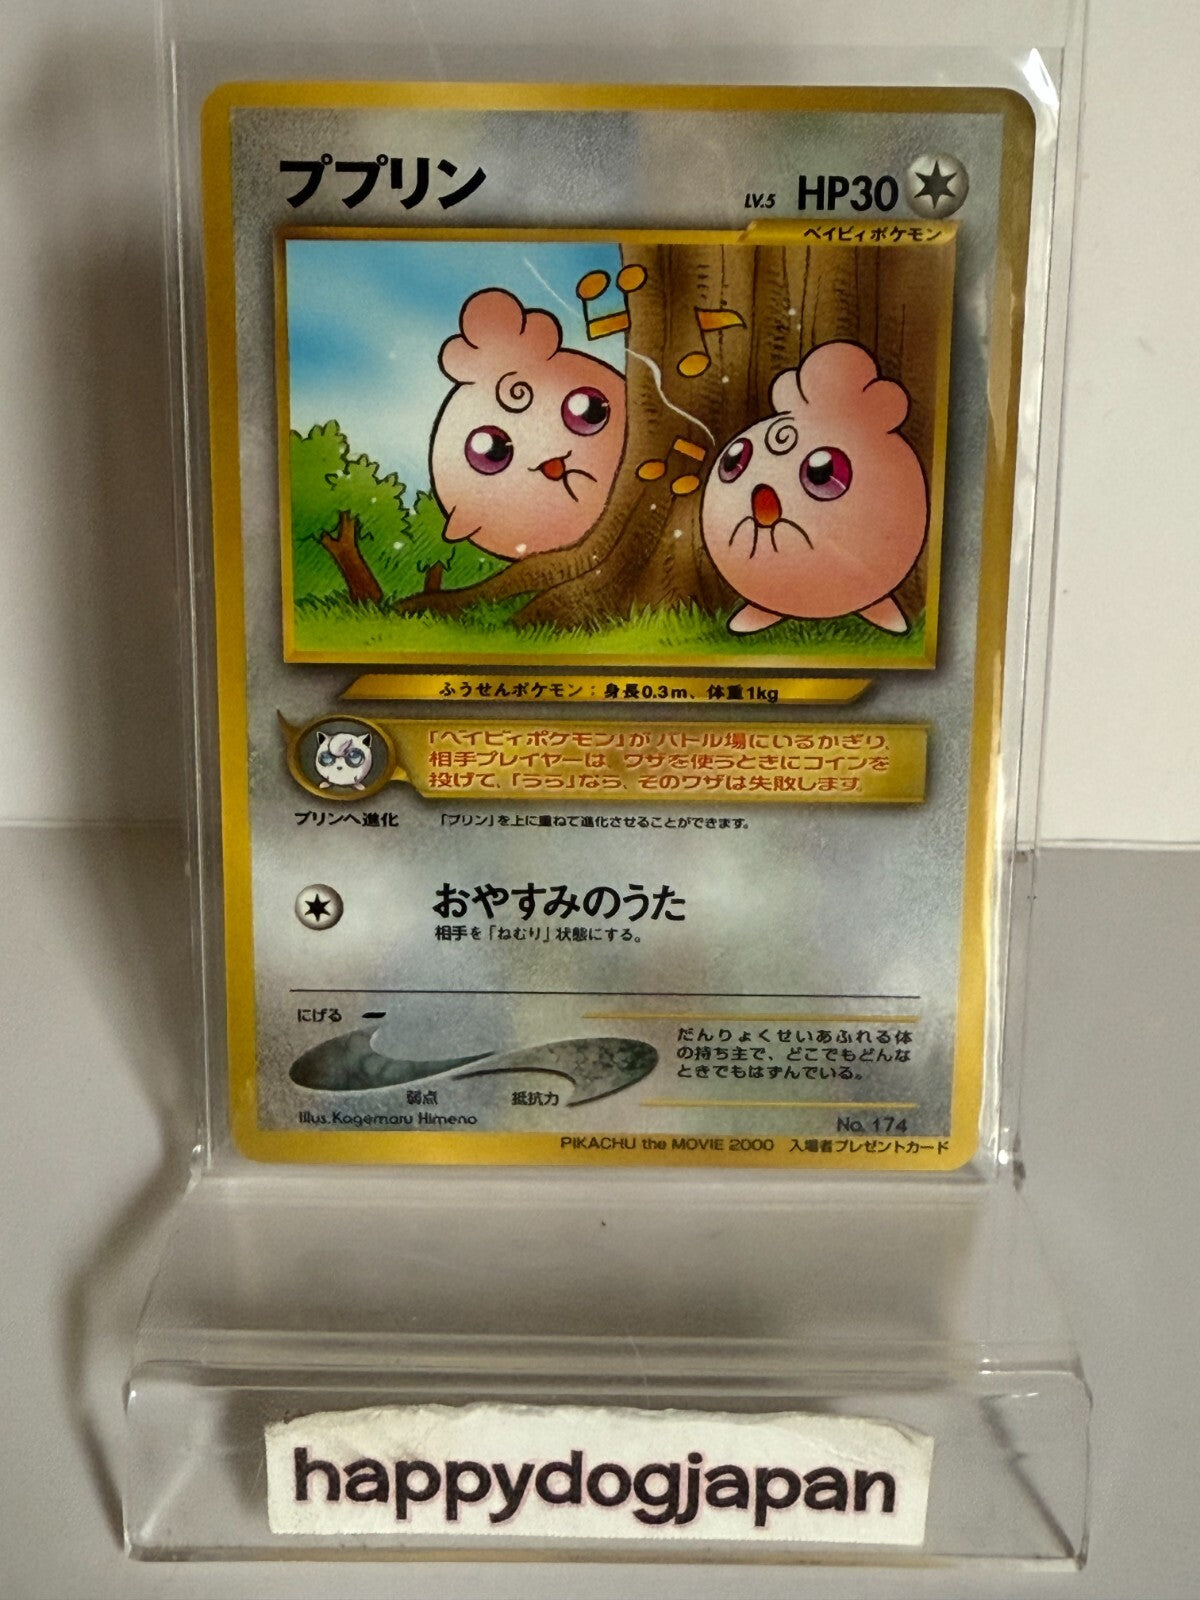 ププリン
LV.5 HP30
ベイビィポケモン
ふうせんポケモン：身長0.3m、体重1kg
「ベイビィポケモン」がバトル場にいるかぎり、
相手プレイヤーは、ワザを使うときにコインを
投げて、「うら」なら、そのワザは失敗します。
プリンへ進化
「プリン」を上に重ねて進化させることができます。
おやすみのうた
相手を「ねむり」状態にする。
にげる
弱点
抵抗力
だんりょくせいあふれる体
の持ち主で、どこでもどんな
ときでもはずんでいる。
Illus. Kagemaru Himeno
No. 174
PIKACHU the MOVIE 2000 入場者プレゼントカード
happydogjapan